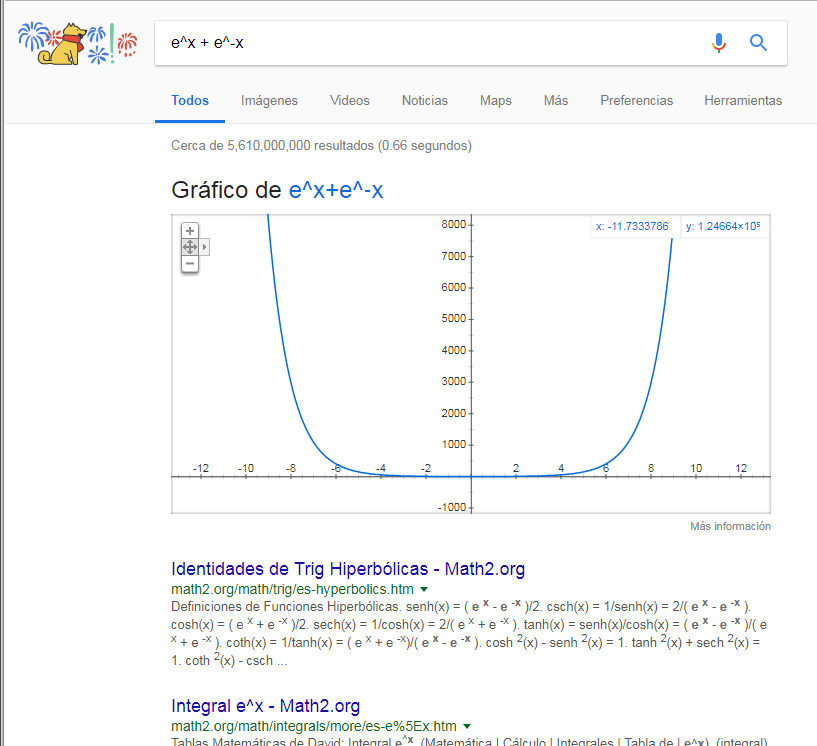 e^x + e^-x
Todos Imágenes Videos Noticias Maps Más Preferencias Herramientas
Cerca de 5,610,000,000 resultados (0.66 segundos)
Gráfico de e^x+e^-x
x: -11.7333786 y: 1.24664×10⁵
8000
7000
6000
5000
4000
3000
2000
1000
-12 -10 -8 -6 -4 -2 2 4 6 8 10 12
-1000
Más información
Identidades de Trig Hiperbólicas - Math2.org
math2.org/math/trig/es-hyperbolics.htm
Definiciones de Funciones Hiperbólicas. senh(x) = ( e x - e -x )/2. csch(x) = 1/senh(x) = 2/( e x - e -x ).
cosh(x) = ( e x + e -x )/2. sech(x) = 1/cosh(x) = 2/( e x + e -x ). tanh(x) = senh(x)/cosh(x) = ( e x - e -x )/( e
x + e -x ). coth(x) = 1/tanh(x) = ( e x + e -x)/( e x - e -x ). cosh 2(x) - senh 2(x) = 1. tanh 2(x) + sech 2(x) =
1. coth 2(x) - csch ...
Integral e^x - Math2.org
math2.org/math/integrals/more/es-e%5Ex.htm
Tablas Matemáticas de David: Integral e^x. (Matemática | Cálculo | Integrales | Tabla de | e^x). (integral)